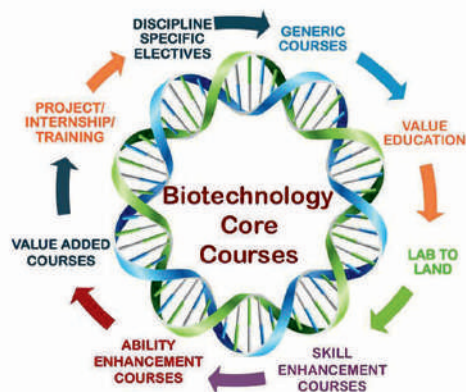 DISCIPLINE
SPECIFIC
ELECTIVES
GENERIC
COURSES
VALUE
EDUCATION
LAB TO
LAND
SKILL
ENHANCEMENT
COURSES
ABILITY
ENHANCEMENT
COURSES
VALUE ADDED
COURSES
PROJECT/
INTERNSHIP/
TRAINING
Biotechnology
Core
Courses